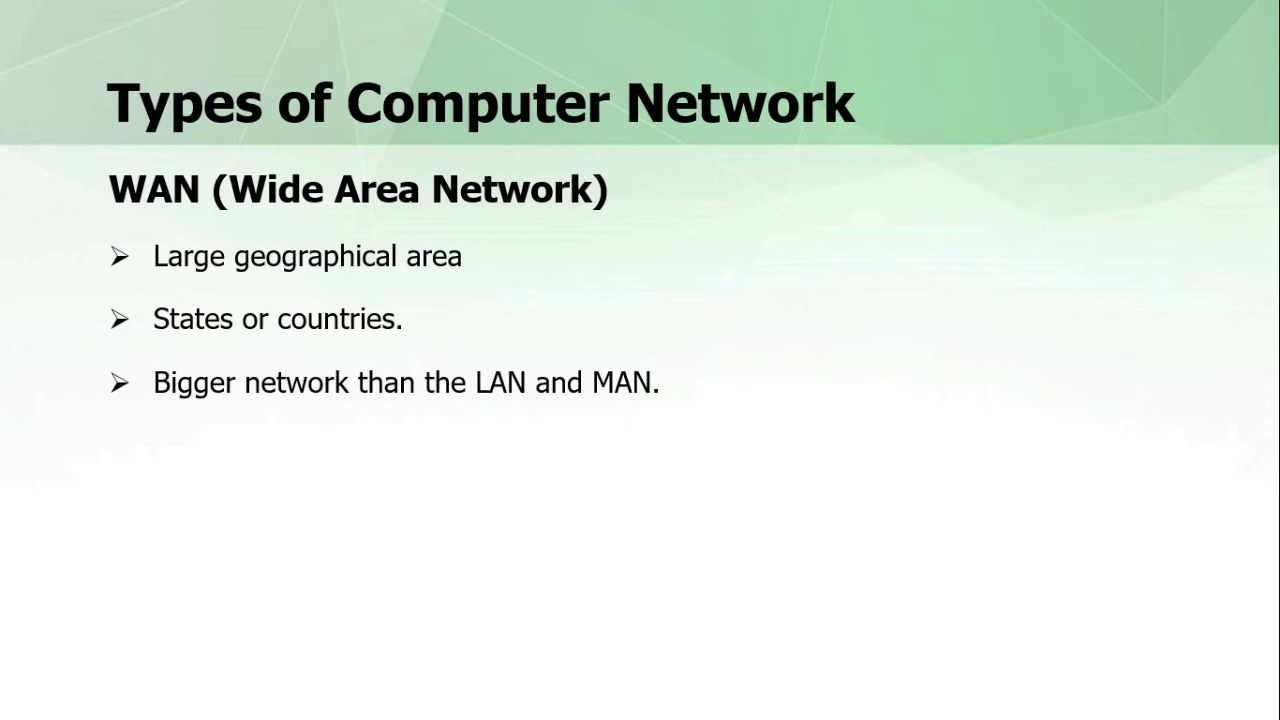 Types of Computer Network
WAN (Wide Area Network)
➢ Large geographical area
➢ States or countries.
➢ Bigger network than the LAN and MAN.